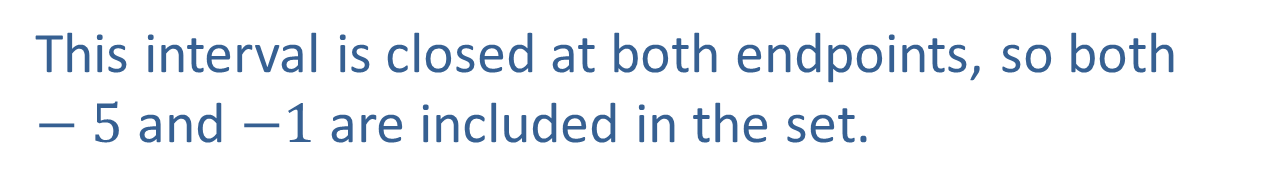 This interval is closed at both endpoints, so both
− 5 and −1 are included in the set.